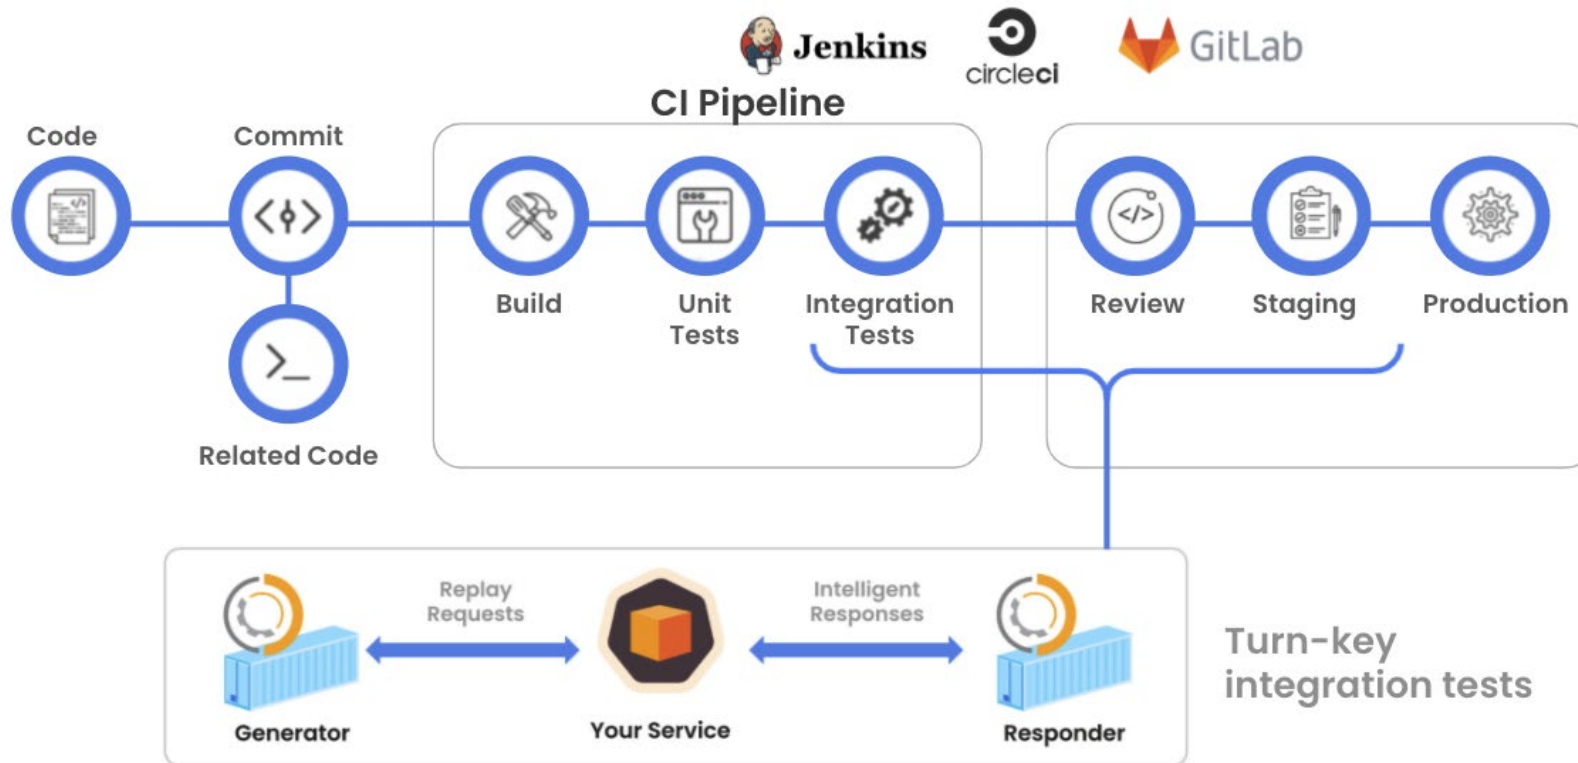 Jenkins
circleci
GitLab
CI Pipeline
Code
Commit
Build
Unit
Tests
Integration
Tests
Review
Staging
Production
Related Code
Replay
Requests
Intelligent
Responses
Generator
Your Service
Responder
Turn-key
integration tests